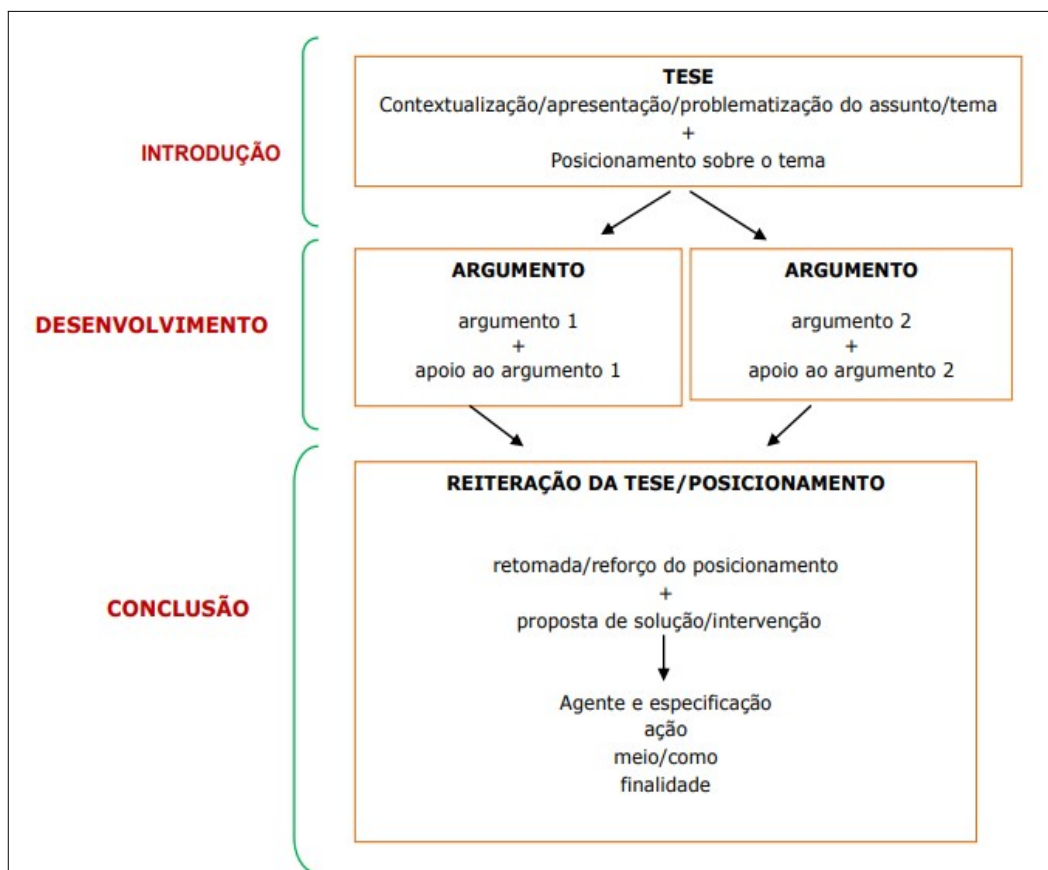 INTRODUÇÃO
TESE
Contextualização/apresentação/problematização do assunto/tema
+
Posicionamento sobre o tema
DESENVOLVIMENTO
ARGUMENTO
argumento 1
+
apoio ao argumento 1
ARGUMENTO
argumento 2
+
apoio ao argumento 2
CONCLUSÃO
REITERAÇÃO DA TESE/POSICIONAMENTO
retomada/reforço do posicionamento
+
proposta de solução/intervenção
Agente e especificação
ação
meio/como
finalidade